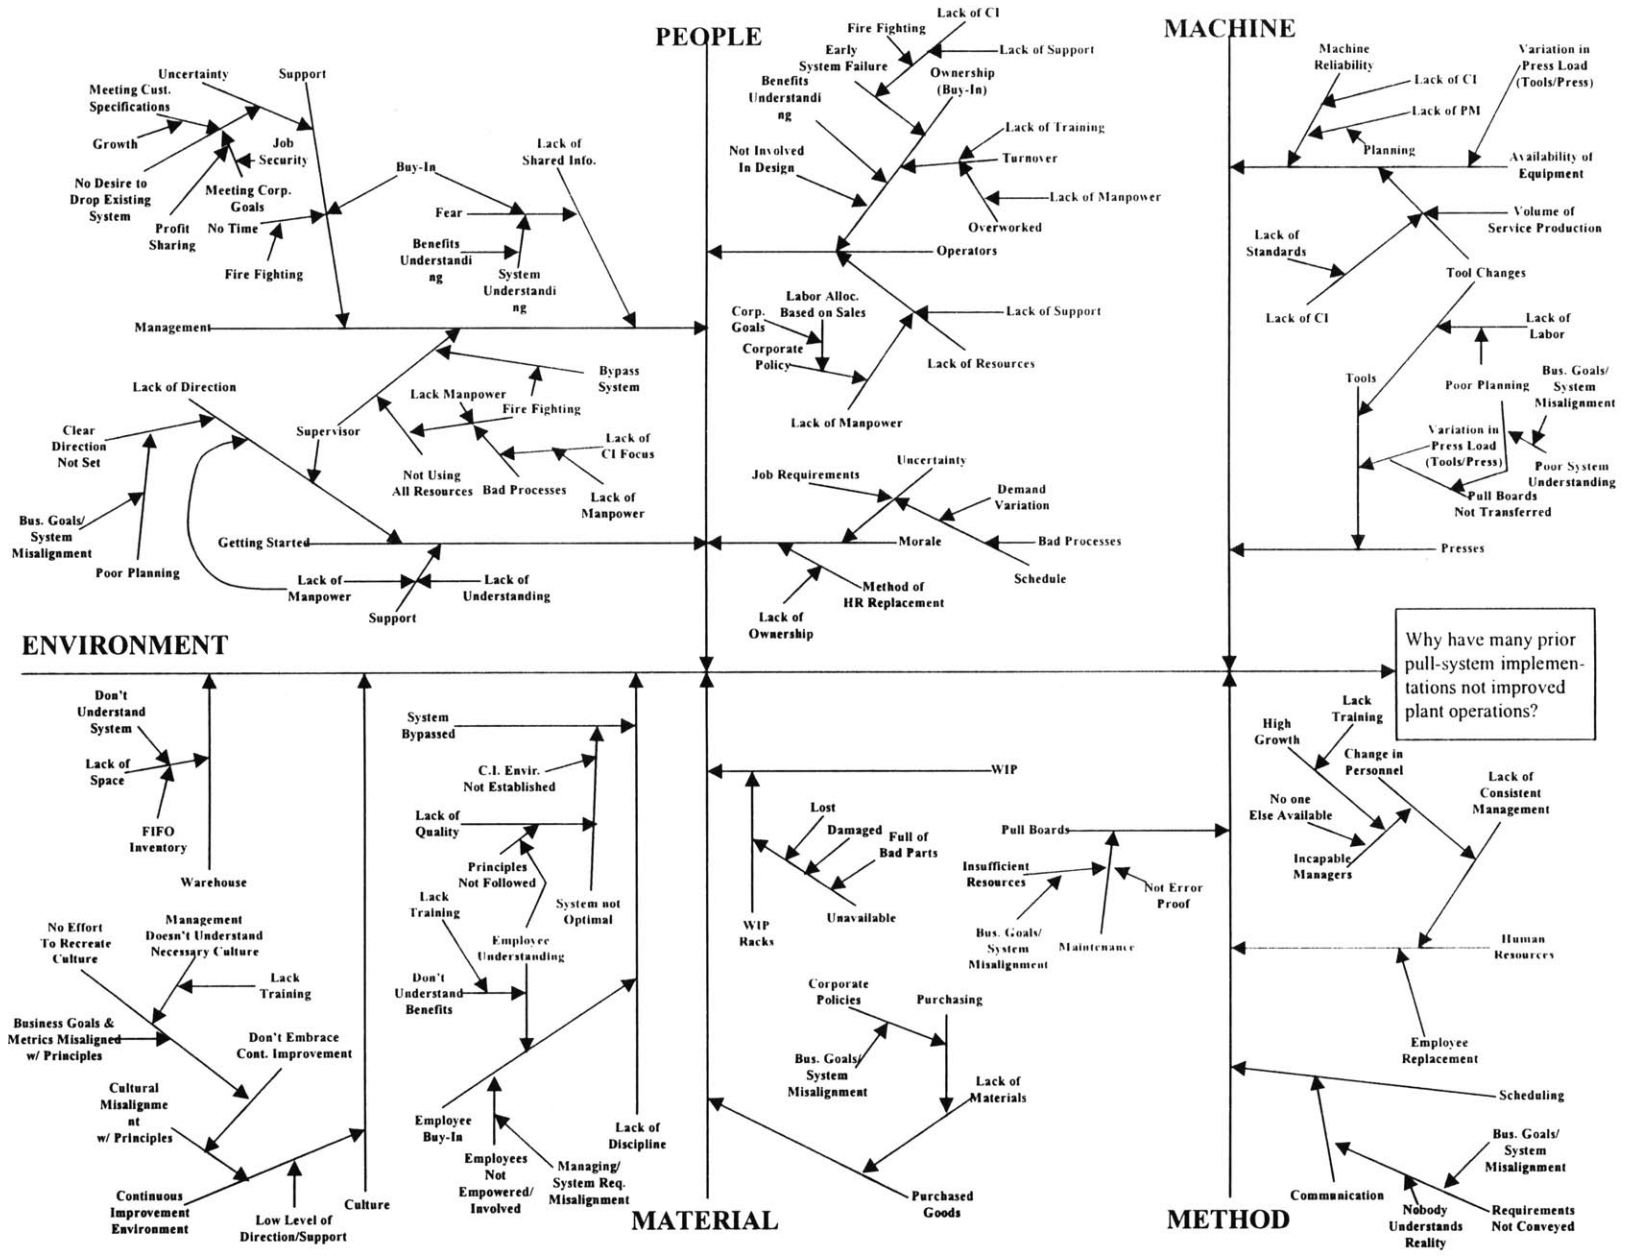 PEOPLE
MACHINE
Uncertainty
Support
Meeting Cust.
Specifications
Growth
Job
Security
No Desire to
Drop Existing
System
Meeting Corp.
Goals
Profit
Sharing
No Time
Fire Fighting
Buy-In
Fear
Benefits
Understandi
ng
System
Understandi
ng
Lack of
Shared Info.
Management
Lack of Direction
Clear
Direction
Not Set
Bus. Goals/
System
Misalignment
Poor Planning
Supervisor
Lack Manpower
Fire Fighting
Bypass
System
Not Using
All Resources
Bad Processes
Lack of
CI Focus
Lack of
Manpower
Getting Started
Lack of
Manpower
Lack of
Understanding
Support
Lack of CI
Fire Fighting
Lack of Support
Early
System Failure
Ownership
(Buy-In)
Benefits
Understandi
ng
Lack of Training
Not Involved
In Design
Turnover
Lack of Manpower
Overworked
Operators
Labor Alloc.
Based on Sales
Corp.
Goals
Corporate
Policy
Lack of Support
Lack of Resources
Lack of Manpower
Uncertainty
Job Requirements
Demand
Variation
Morale
Bad Processes
Schedule
Method of
HR Replacement
Lack of
Ownership
Machine
Reliability
Variation in
Press Load
(Tools/Press)
Lack of CI
Lack of PM
Planning
Availability of
Equipment
Volume of
Service Production
Lack of
Standards
Lack of CI
Tool Changes
Lack of
Labor
Tools
Poor Planning
Bus. Goals/
System
Misalignment
Variation in
Press Load
(Tools/Press)
Poor System
Understanding
Pull Boards
Not Transferred
Presses
ENVIRONMENT
Why have many prior
pull-system implemen-
tations not improved
plant operations?
Don't
Understand
System
Lack of
Space
FIFO
Inventory
Warehouse
No Effort
To Recreate
Culture
Management
Doesn't Understand
Necessary Culture
Lack
Training
Business Goals &
Metrics Misaligned
w/ Principles
Don't Embrace
Cont. Improvement
Cultural
Misalignme
nt
w/ Principles
Continuous
Improvement
Environment
Low Level of
Direction/Support
Culture
System
Bypassed
C.I. Envir.
Not Established
Lack of
Quality
Principles
Not Followed
System not
Optimal
Lack
Training
Employee
Understanding
Don't
Understand
Benefits
Employee
Buy-In
Employees
Not
Empowered/
Involved
Managing/
System Req.
Misalignment
Lack of
Discipline
WIP
Lost
Damaged
Full of
Bad Parts
Unavailable
WIP
Racks
Corporate
Policies
Purchasing
Bus. Goals/
System
Misalignment
Lack of
Materials
Purchased
Goods
Pull Boards
Insufficient
Resources
Not Error
Proof
Bus. Goals/
System
Misalignment
Maintenance
Lack
Training
High
Growth
Change in
Personnel
No one
Else Available
Incapable
Managers
Lack of
Consistent
Management
Human
Resources
Employee
Replacement
Scheduling
Communication
Bus. Goals/
System
Misalignment
Nobody
Understands
Reality
Requirements
Not Conveyed
MATERIAL
METHOD